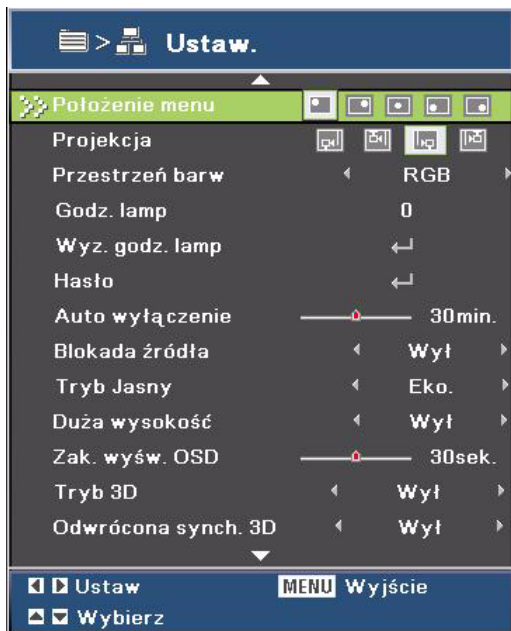 > Ustaw.
Położenie menu
Projekcja
Przestrzeń barw RGB
Godz. lamp 0
Wyz. godz. lamp
Hasło
Auto wyłączenie 30min.
Blokada źródła Wył
Tryb Jasny Eko.
Duża wysokość Wył
Zak. wyśw. OSD 30sek.
Tryb 3D Wył
Odwrócona synch. 3D Wył
Ustaw MENU Wyjście
Wybierz